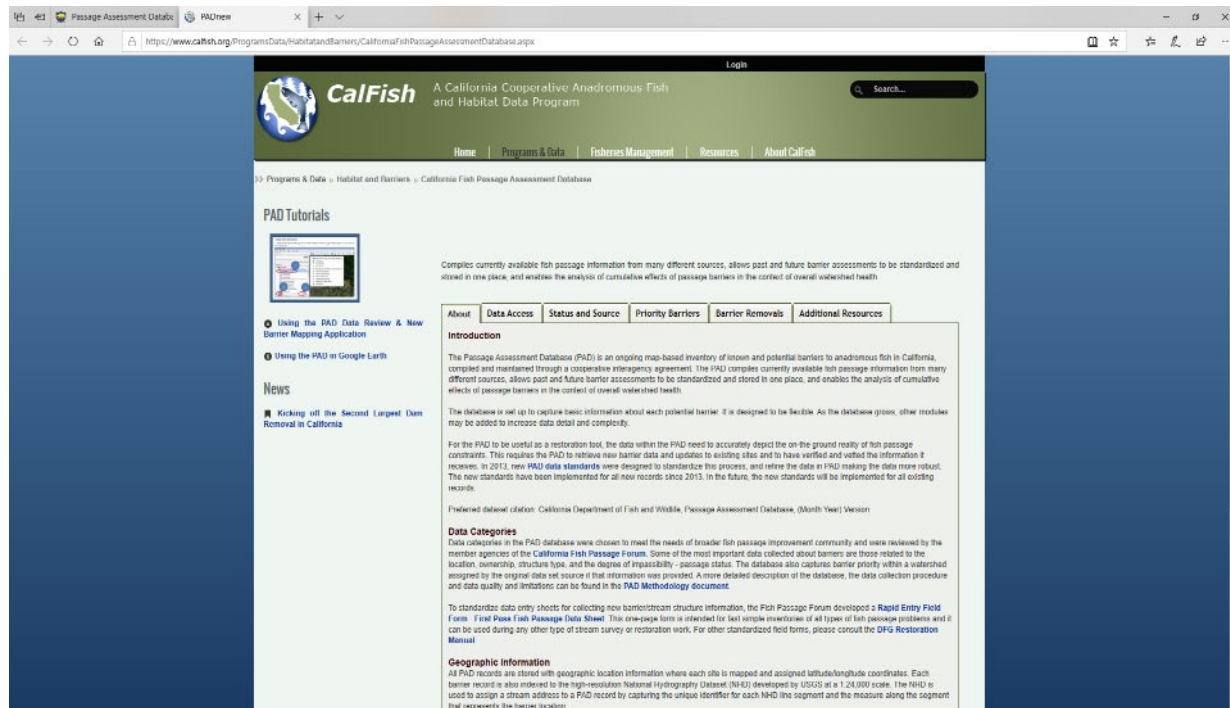 Passage Assessment Databa
PADnew
https://www.calfish.org/ProgramsData/HabitatandBarriers/CaliforniaFishPassageAssessmentDatabase.aspx
Login
CalFish
A California Cooperative Anadromous Fish
and Habitat Data Program
Search...
Home | Programs & Data | Fisheries Management | Resources | About CalFish
>> Programs & Data » Habitat and Barriers » California Fish Passage Assessment Database
PAD Tutorials
Using the PAD Data Review & New
Barrier Mapping Application
Using the PAD in Google Earth
News
Kicking off the Second Largest Dam
Removal in California
Compiles currently available fish passage information from many different sources, allows past and future barrier assessments to be standardized and
stored in one place, and enables the analysis of cumulative effects of passage barriers in the context of overall watershed health
About Data Access Status and Source Priority Barriers Barrier Removals Additional Resources
Introduction
The Passage Assessment Database (PAD) is an ongoing map-based inventory of known and potential barriers to anadromous fish in California,
compiled and maintained through a cooperative interagency agreement. The PAD compiles currently available fish passage information from many
different sources, allows past and future barrier assessments to be standardized and stored in one place, and enables the analysis of cumulative
effects of passage barriers in the context of overall watershed health.
The database is set up to capture basic information about each potential barrier. It is designed to be flexible. As the database grows, other modules
may be added to increase data detail and complexity.
For the PAD to be useful as a restoration tool, the data within the PAD need to accurately depict the on-the ground reality of fish passage
constraints. This requires the PAD to retrieve new barrier data and updates to existing sites and to have verified and vetted the information it
receives. In 2013, new PAD data standards were designed to standardize this process, and refine the data in PAD making the data more robust.
The new standards have been implemented for all new records since 2013. In the future, the new standards will be implemented for all existing
records.
Preferred dataset citation: California Department of Fish and Wildlife, Passage Assessment Database, (Month Year) Version
Data Categories
Data categories in the PAD database were chosen to meet the needs of broader fish passage improvement community and were reviewed by the
member agencies of the California Fish Passage Forum. Some of the most important data collected about barriers are those related to the
location, ownership, structure type, and the degree of impassibility - passage status. The database also captures barrier priority within a watershed
assigned by the original data set source if that information was provided. A more detailed description of the database, the data collection procedure
and data quality and limitations can be found in the PAD Methodology document.
To standardize data entry sheets for collecting new barrier/stream structure information, the Fish Passage Forum developed a Rapid Entry Field
Form - First Pass Fish Passage Data Sheet. This one-page form is intended for fast simple inventories of all types of fish passage problems and it
can be used during any other type of stream survey or restoration work. For other standardized field forms, please consult the DFG Restoration
Manual
Geographic Information
All PAD records are stored with geographic location information where each site is mapped and assigned latitude/longitude coordinates. Each
barrier record is also indexed to the high-resolution National Hydrography Dataset (NHD) developed by USGS at a 1:24,000 scale. The NHD is
used to assign a stream address to a PAD record by capturing the unique identifier for each NHD line segment and the measure along the segment
that represents the barrier location.